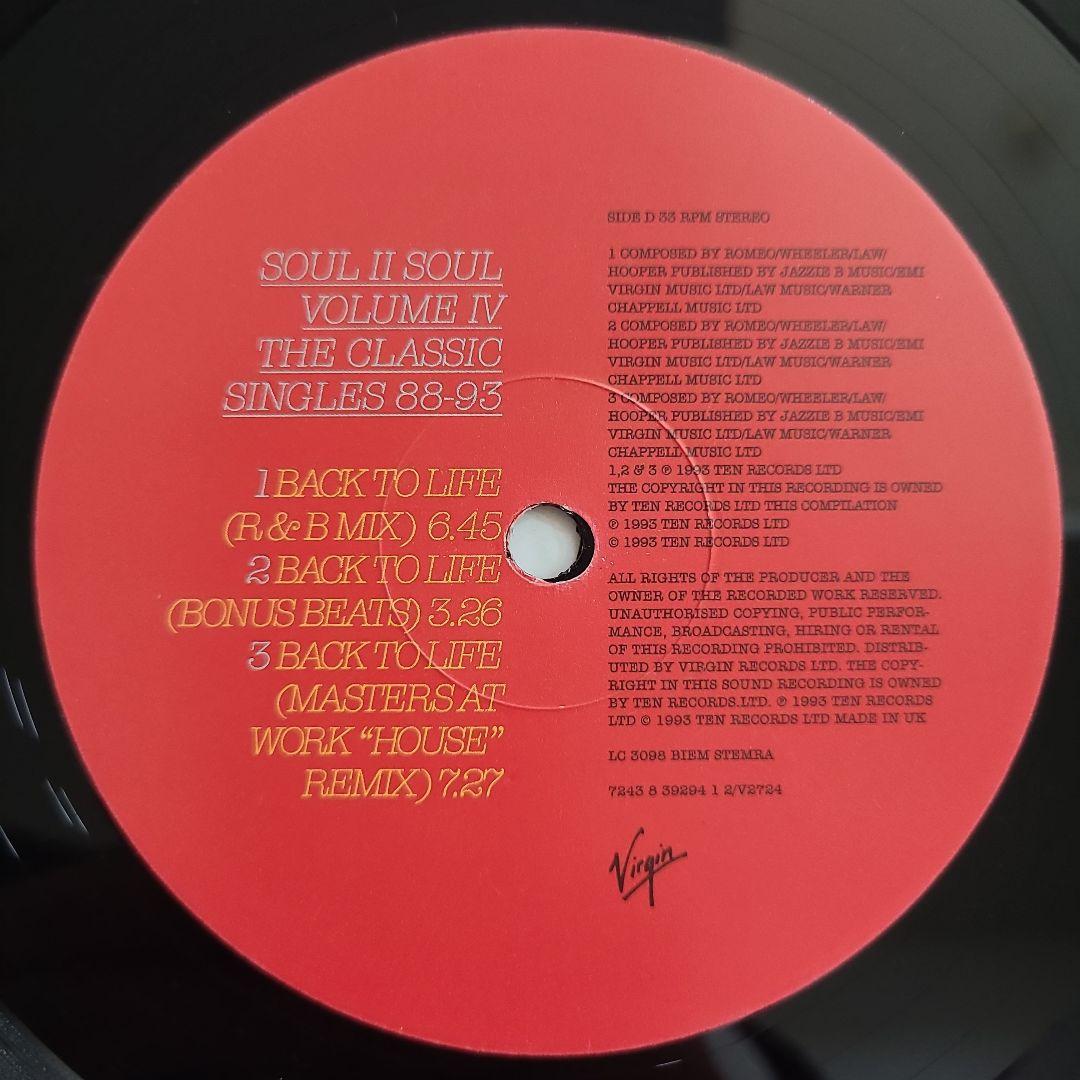 SOUL II SOUL
VOLUME IV
THE CLASSIC
SINGLES 88-93
1 BACK TO LIFE
(R & B MIX) 6.45
2 BACK TO LIFE
(BONUS BEATS) 3.26
3 BACK TO LIFE
(MASTERS AT
WORK “HOUSE”
REMIX) 7.27
SIDE D 33 RPM STEREO
1 COMPOSED BY ROMEO/WHEELER/LAW/
HOOPER PUBLISHED BY JAZZIE B MUSIC/EMI
VIRGIN MUSIC LTD/LAW MUSIC/WARNER
CHAPPELL MUSIC LTD
2 COMPOSED BY ROMEO/WHEELER/LAW/
HOOPER PUBLISHED BY JAZZIE B MUSIC/EMI
VIRGIN MUSIC LTD/LAW MUSIC/WARNER
CHAPPELL MUSIC LTD
3 COMPOSED BY ROMEO/WHEELER/LAW/
HOOPER PUBLISHED BY JAZZIE B MUSIC/EMI
VIRGIN MUSIC LTD/LAW MUSIC/WARNER
CHAPPELL MUSIC LTD
1,2 & 3 ℗ 1993 TEN RECORDS LTD
THE COPYRIGHT IN THIS RECORDING IS OWNED
BY TEN RECORDS LTD THIS COMPILATION
℗ 1993 TEN RECORDS LTD
© 1993 TEN RECORDS LTD
ALL RIGHTS OF THE PRODUCER AND THE
OWNER OF THE RECORDED WORK RESERVED.
UNAUTHORISED COPYING, PUBLIC PERFOR-
MANCE, BROADCASTING, HIRING OR RENTAL
OF THIS RECORDING PROHIBITED. DISTRIB-
UTED BY VIRGIN RECORDS LTD. THE COPY-
RIGHT IN THIS SOUND RECORDING IS OWNED
BY TEN RECORDS.LTD. ℗ 1993 TEN RECORDS
LTD © 1993 TEN RECORDS LTD MADE IN UK
LC 3098 BIEM STEMRA
7243 8 39294 1 2/V2724
Virgin